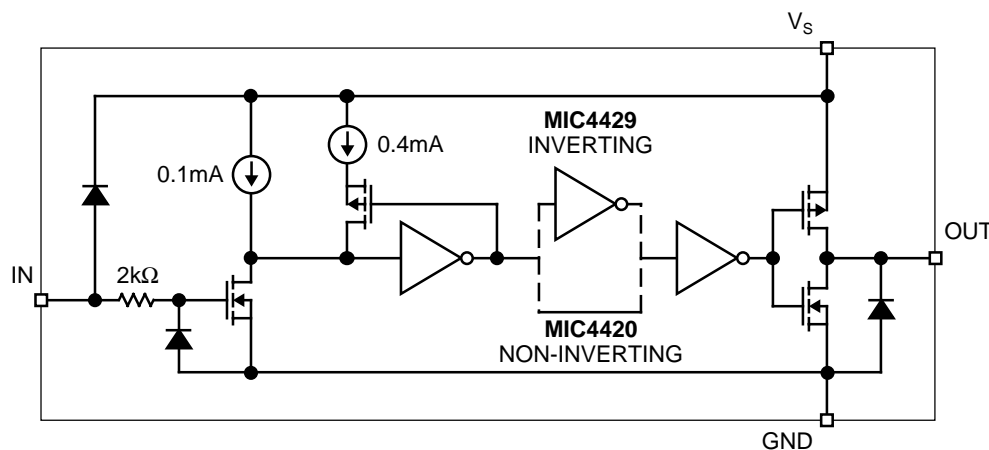 V_S
MIC4429
INVERTING
0.4mA
0.1mA
OUT
IN
2kΩ
MIC4420
NON-INVERTING
GND